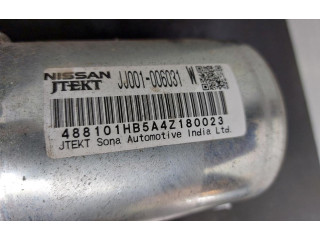 NISSAN JJ001-006031 W
JTEKT
488101HB5A4Z180023
JTEKT Sona Automotive India Ltd.